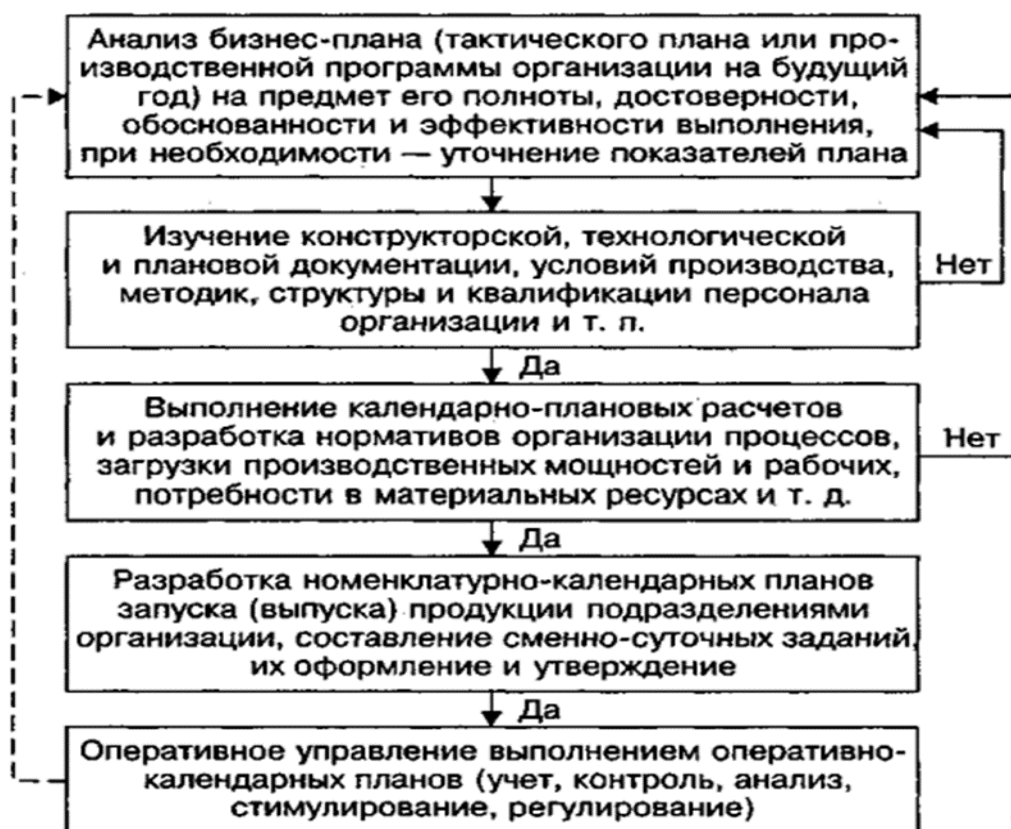 Анализ бизнес-плана (тактического плана или про-
изводственной программы организации на будущий
год) на предмет его полноты, достоверности,
обоснованности и эффективности выполнения,
при необходимости — уточнение показателей плана
Изучение конструкторской, технологической
и плановой документации, условий производства,
методик, структуры и квалификации персонала
организации и т. п.
Нет
Да
Выполнение календарно-плановых расчетов
и разработка нормативов организации процессов,
загрузки производственных мощностей и рабочих,
потребности в материальных ресурсах и т. д.
Нет
Да
Разработка номенклатурно-календарных планов
запуска (выпуска) продукции подразделениями
организации, составление сменно-суточных заданий,
их оформление и утверждение
Да
Оперативное управление выполнением оперативно-
календарных планов (учет, контроль, анализ,
стимулирование, регулирование)